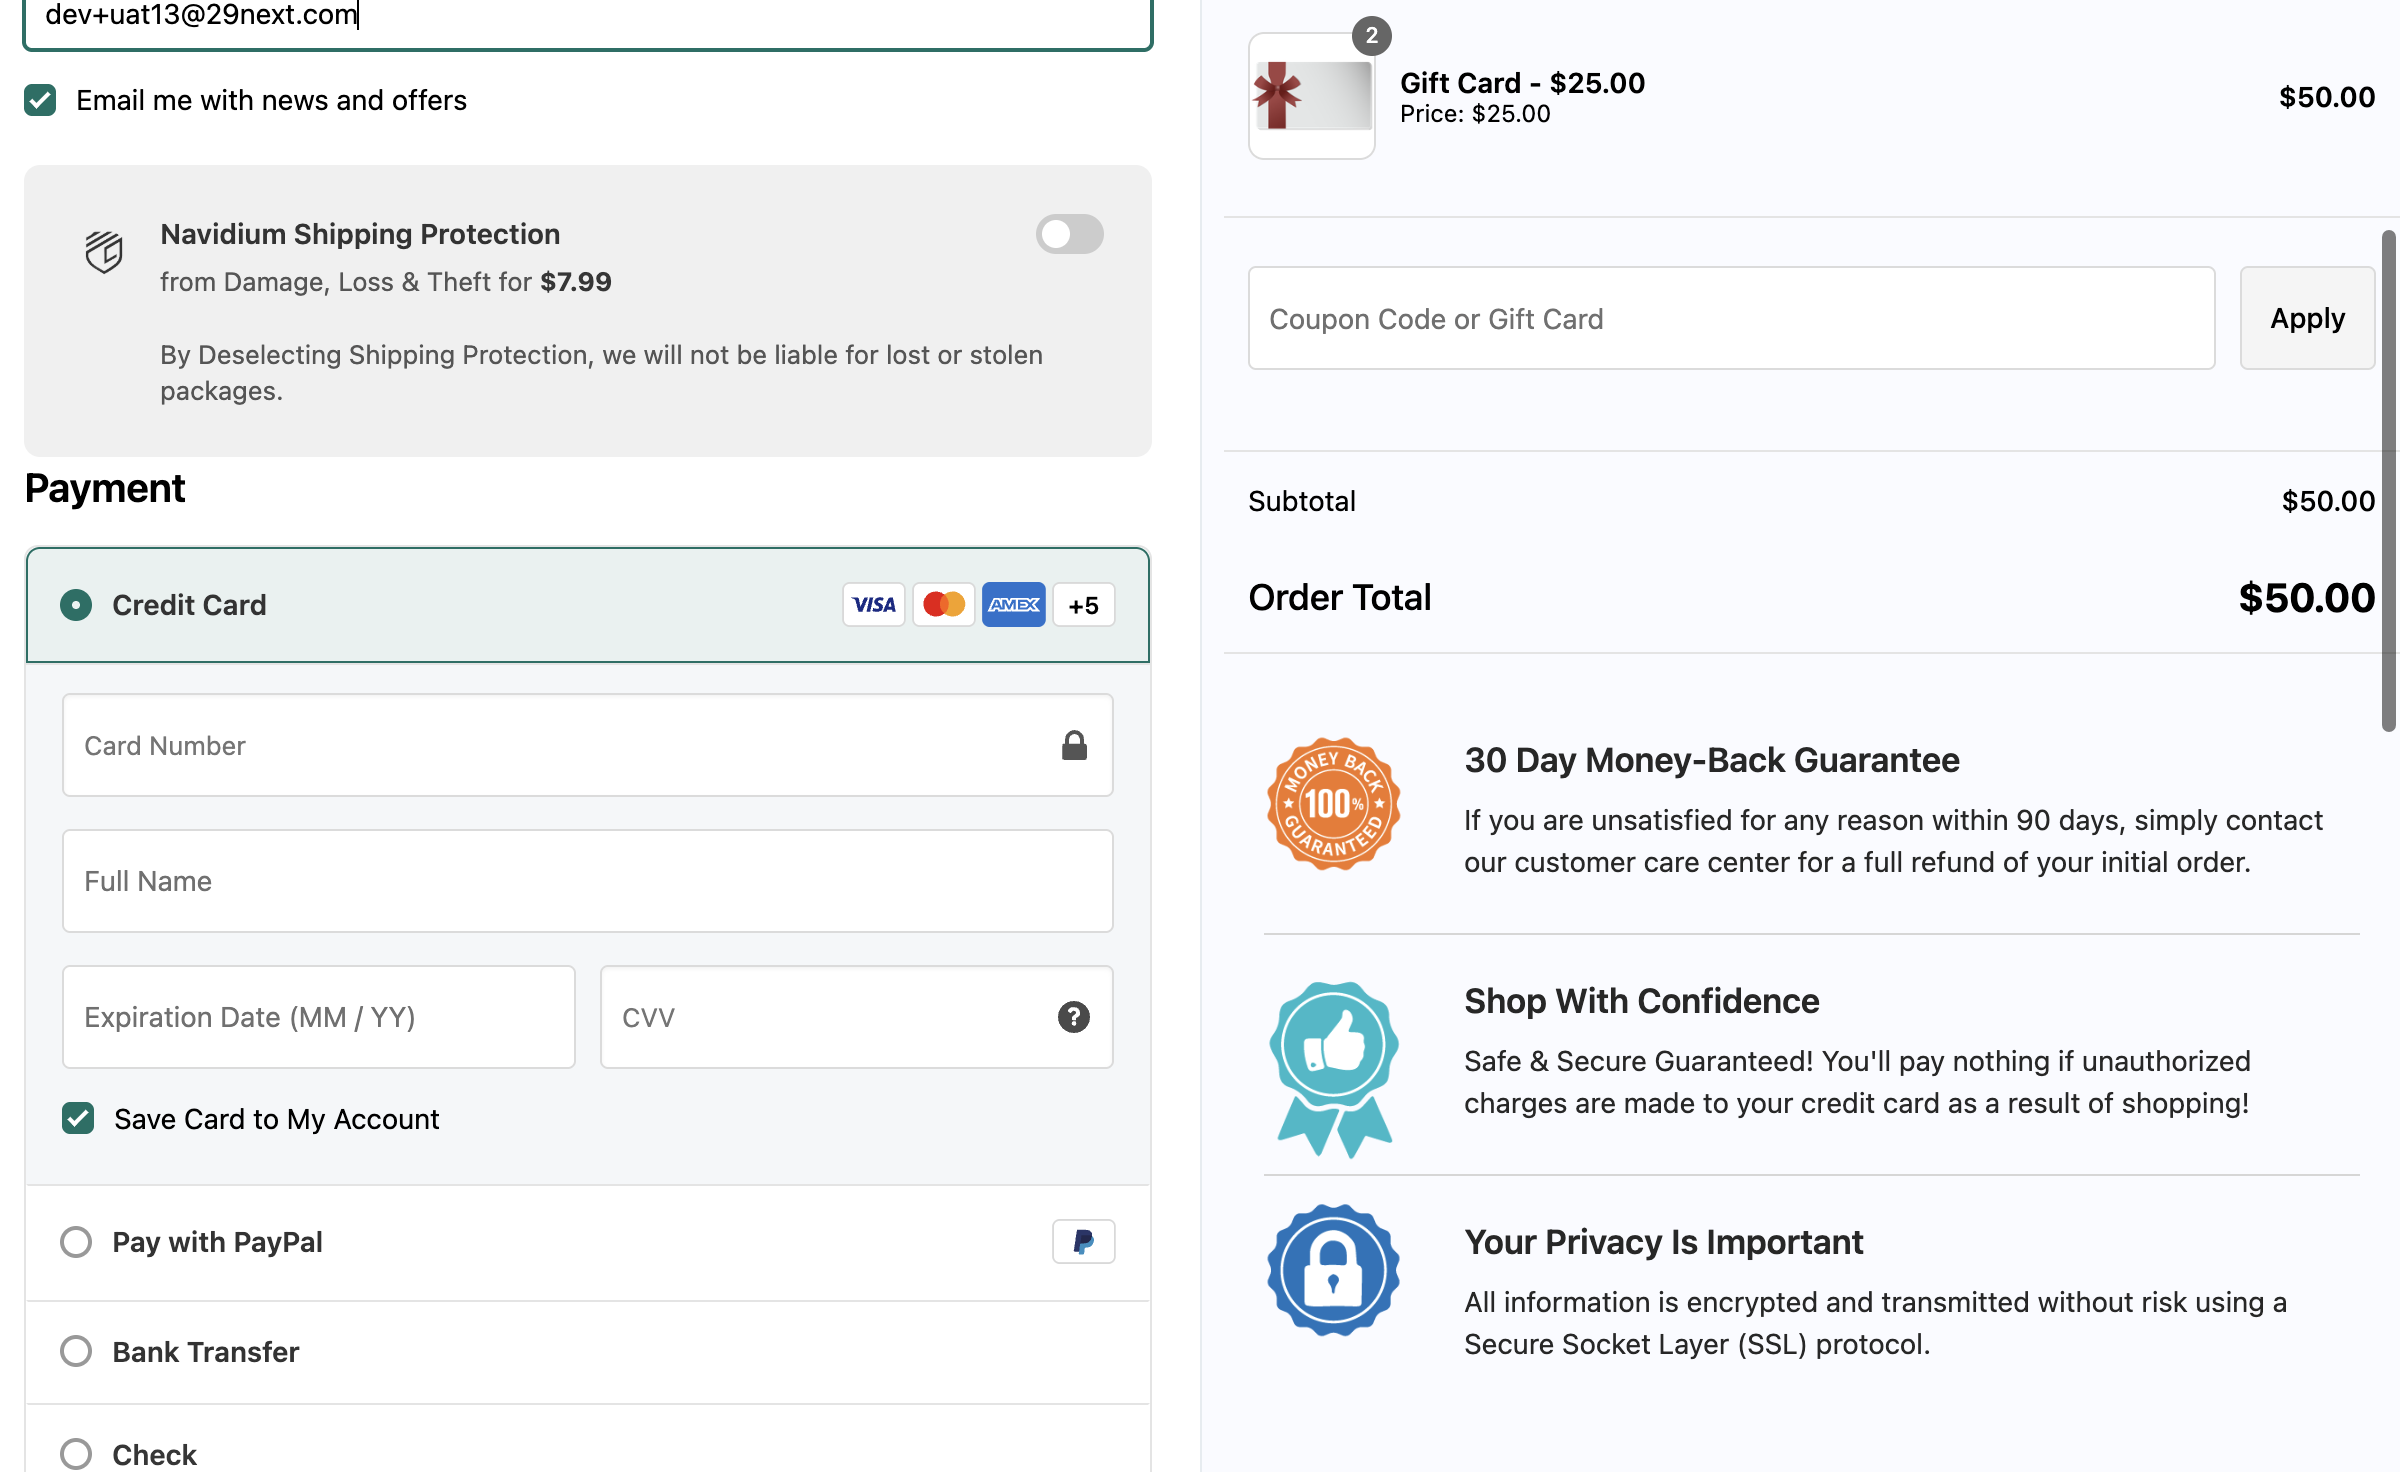 dev+uat13@29next.com
Email me with news and offers
Navidium Shipping Protection
from Damage, Loss & Theft for $7.99
By Deselecting Shipping Protection, we will not be liable for lost or stolen
packages.
Payment
Credit Card
VISA
AMEX
+5
Card Number
Full Name
Expiration Date (MM / YY)
CVV
?
Save Card to My Account
Pay with PayPal
Bank Transfer
Check
2
Gift Card - $25.00
Price: $25.00
$50.00
Coupon Code or Gift Card
Apply
Subtotal
$50.00
Order Total
$50.00
MONEY BACK
100%
GUARANTEED
30 Day Money-Back Guarantee
If you are unsatisfied for any reason within 90 days, simply contact
our customer care center for a full refund of your initial order.
Shop With Confidence
Safe & Secure Guaranteed! You'll pay nothing if unauthorized
charges are made to your credit card as a result of shopping!
Your Privacy Is Important
All information is encrypted and transmitted without risk using a
Secure Socket Layer (SSL) protocol.